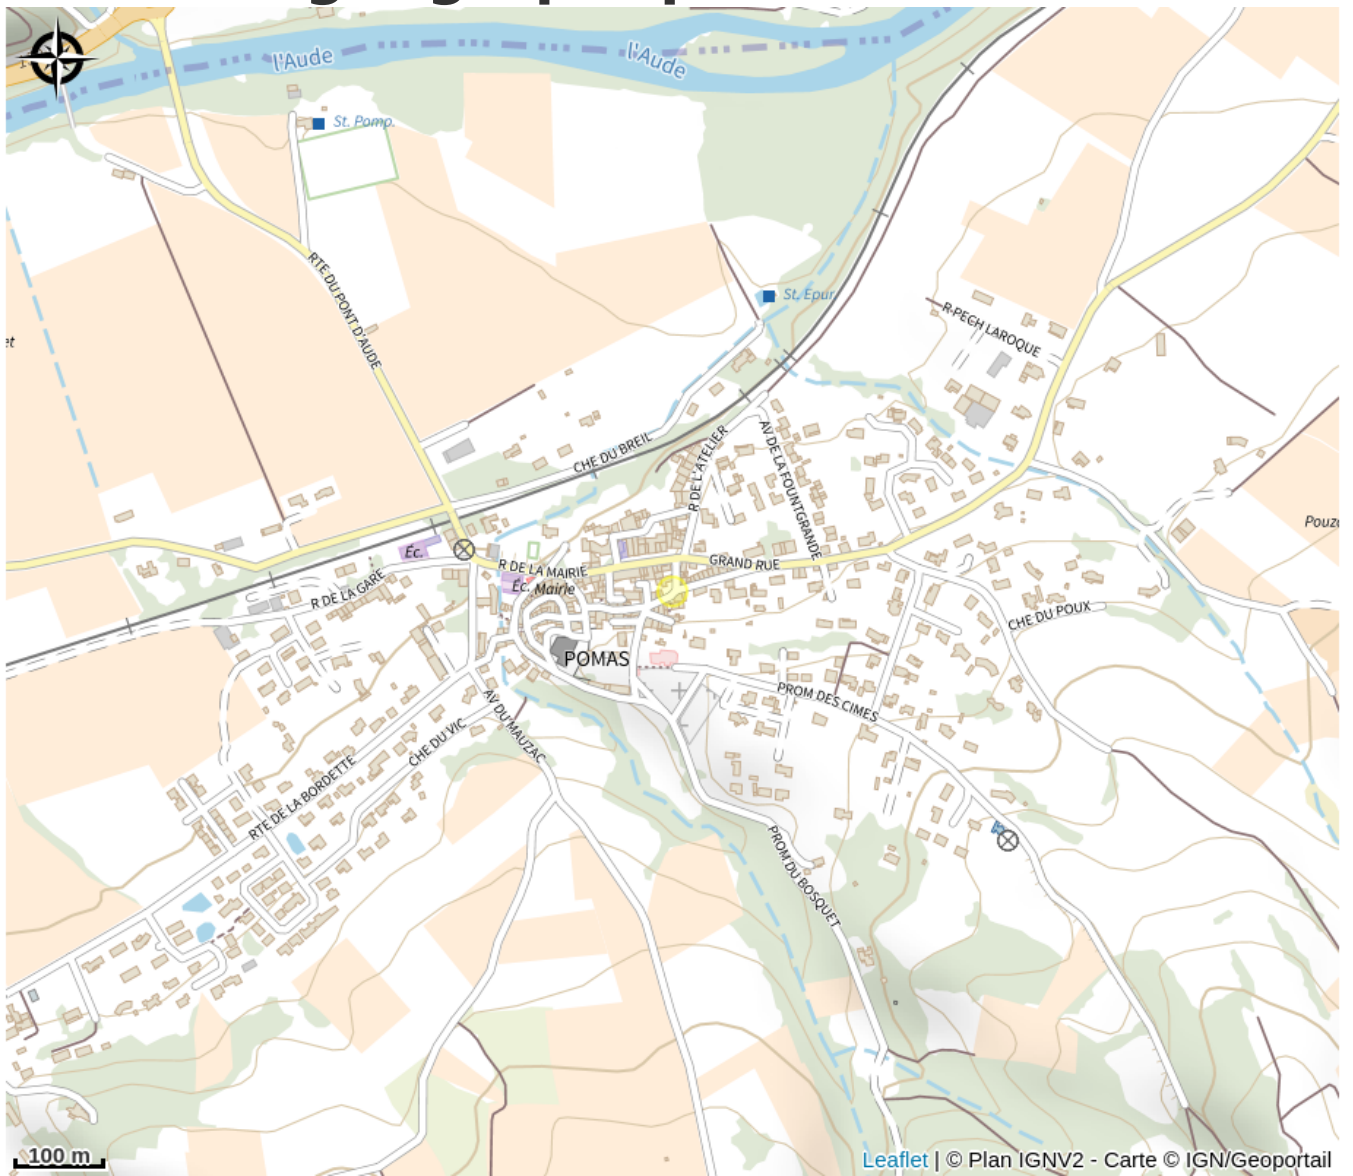 l'Aude
l'Aude
St. Pomp.
RTE DU PONT D'AUDE
St. Epur
R PECH LAROQUE
et
CHE DU BREIL
R DE L'ATELIER
AV DE LA FOUNTGRANDE
Pouz
Éc.
R DE LA MAIRIE
GRAND RUE
Éc. Mairie
R DE LA GARE
CHE DU POUX
POMAS
PROM DES CIMES
AV DU MAUZAC
CHE DU VIC
RTE DE LA BORDETTE
PROM DU BOSQUET
100 m
Leaflet | © Plan IGNV2 - Carte © IGN/Geoportail